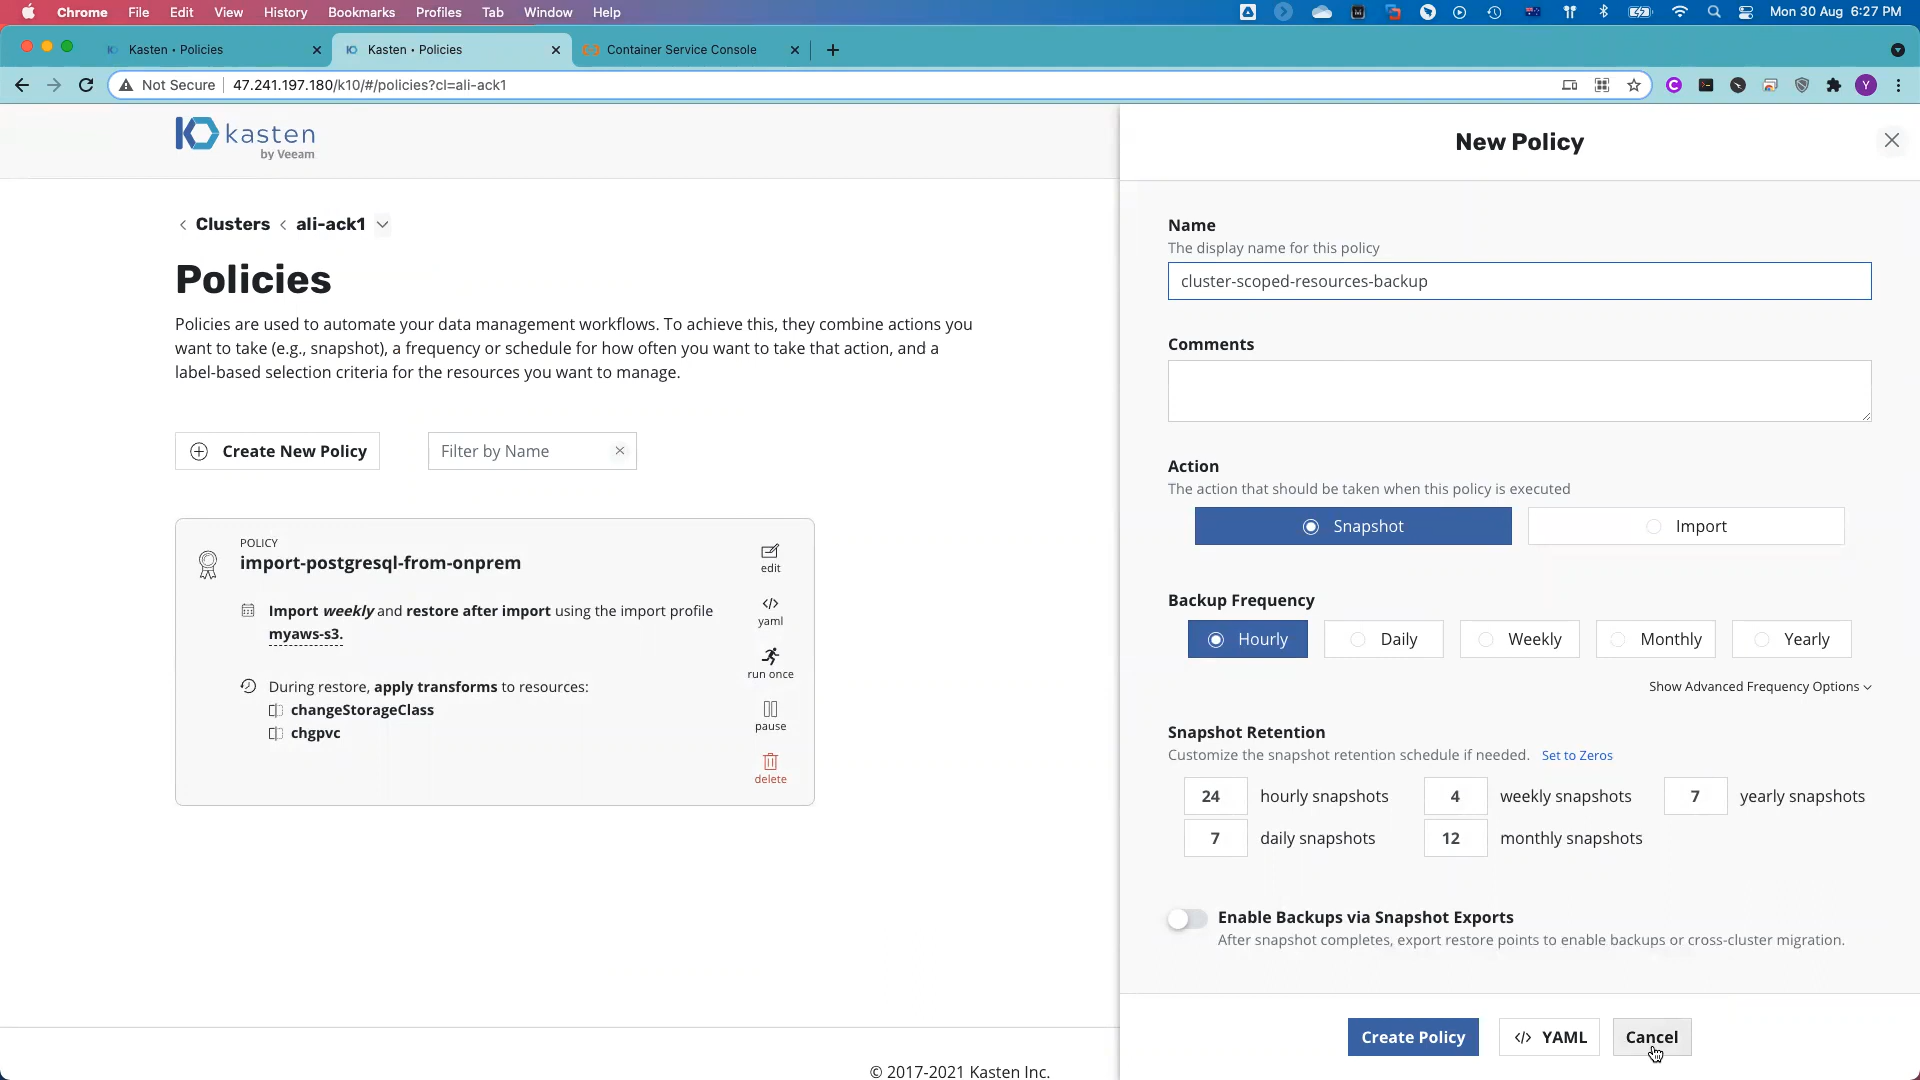 Chrome File Edit View History Bookmarks Profiles Tab Window Help Mon 30 Aug 6:27 PM
Kasten • Policies Kasten • Policies Container Service Console
Not Secure 47.241.197.180/k10/#/policies?cl=ali-ack1 Y
kasten
by Veeam
Clusters ali-ack1
Policies
Policies are used to automate your data management workflows. To achieve this, they combine actions you
want to take (e.g., snapshot), a frequency or schedule for how often you want to take that action, and a
label-based selection criteria for the resources you want to manage.
Create New Policy Filter by Name
POLICY
import-postgresql-from-onprem
Import weekly and restore after import using the import profile
myaws-s3.
During restore, apply transforms to resources:
changeStorageClass
chgpvc
edit
yaml
run once
pause
delete
© 2017-2021 Kasten Inc.
New Policy
Name
The display name for this policy
cluster-scoped-resources-backup
Comments
Action
The action that should be taken when this policy is executed
Snapshot Import
Backup Frequency
Hourly Daily Weekly Monthly Yearly
Show Advanced Frequency Options
Snapshot Retention
Customize the snapshot retention schedule if needed. Set to Zeros
24 hourly snapshots 4 weekly snapshots 7 yearly snapshots
7 daily snapshots 12 monthly snapshots
Enable Backups via Snapshot Exports
After snapshot completes, export restore points to enable backups or cross-cluster migration.
Create Policy </> YAML Cancel